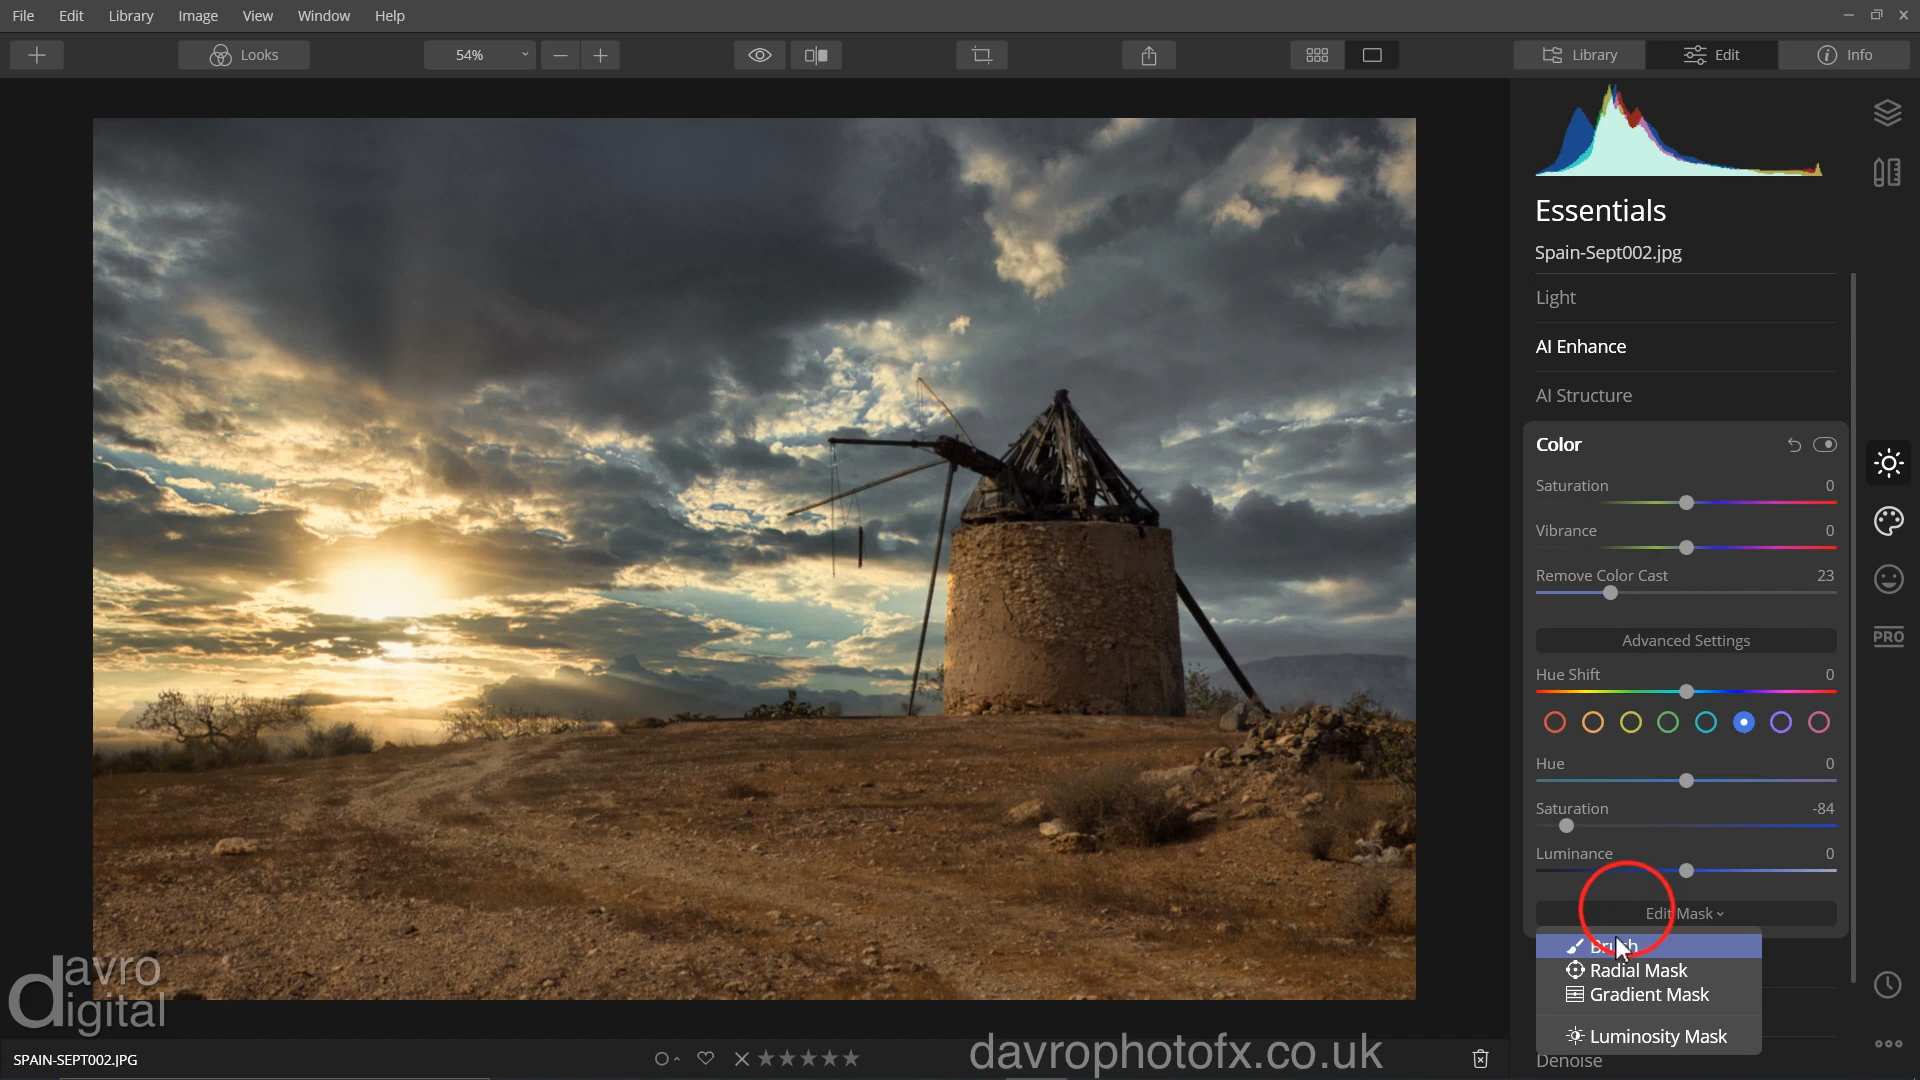 File Edit Library Image View Window Help
Looks 54% Library Edit Info
Essentials
Spain-Sept002.jpg
Light
AI Enhance
AI Structure
Color
Saturation 0
Vibrance 0
Remove Color Cast 23
PRO
Advanced Settings
Hue Shift 0
Hue 0
Saturation -84
Luminance 0
Edit Mask
Brush
Radial Mask
Gradient Mask
Luminosity Mask
Denoise
davro
digital
SPAIN-SEPT002.JPG
davrophotofx.co.uk